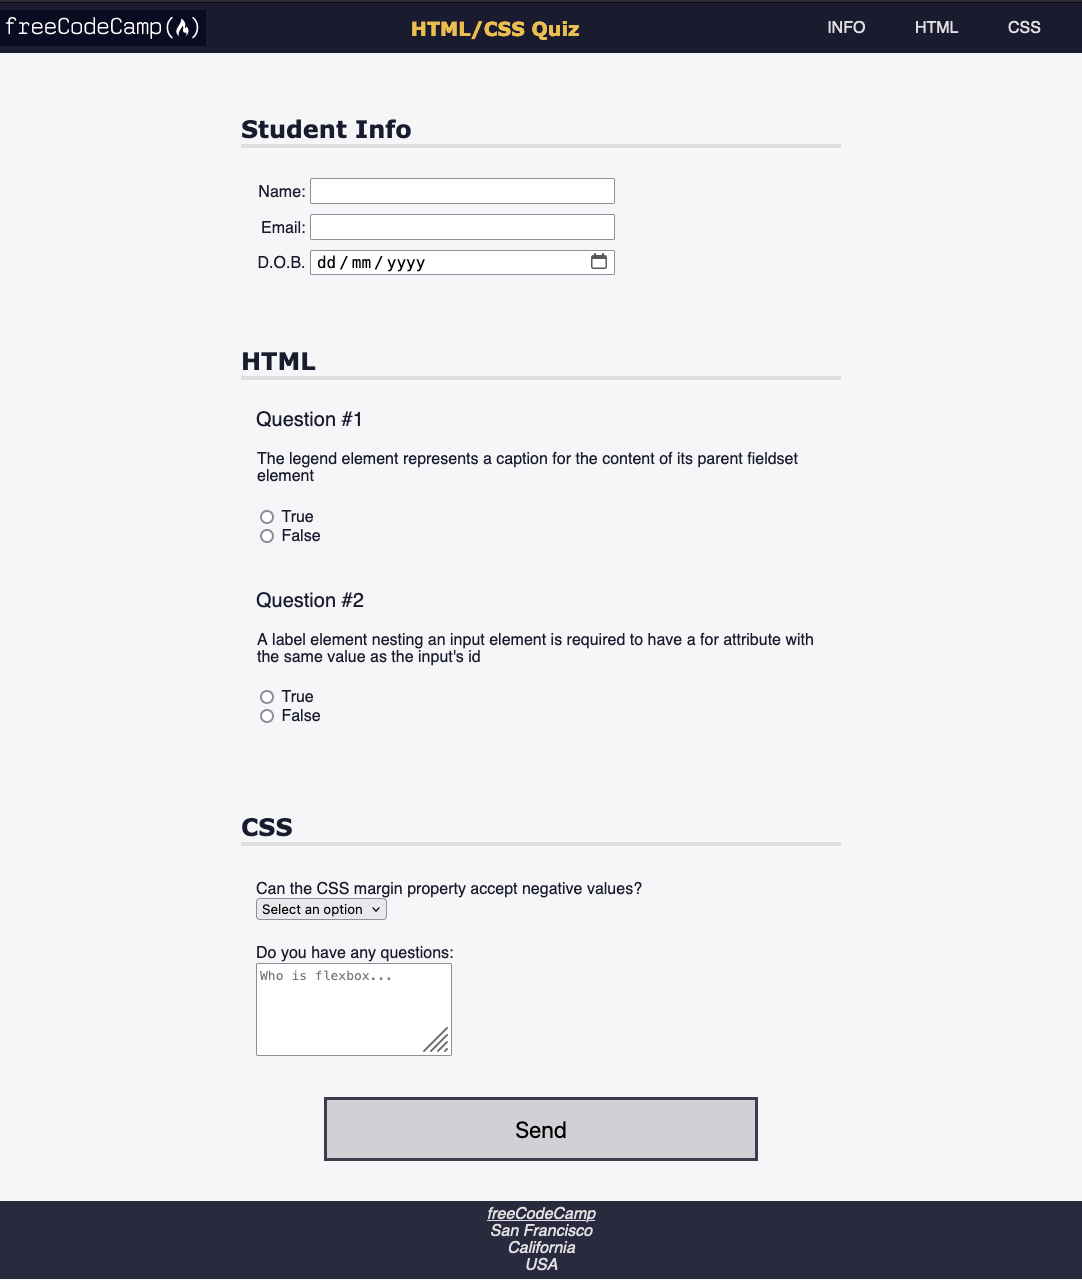 freeCodeCamp(🔥)
HTML/CSS Quiz
INFO
HTML
CSS
Student Info
Name:
Email:
D.O.B. dd/mm/yyyy
HTML
Question #1
The legend element represents a caption for the content of its parent fieldset
element
True
False
Question #2
A label element nesting an input element is required to have a for attribute with
the same value as the input's id
True
False
CSS
Can the CSS margin property accept negative values?
Select an option
Do you have any questions:
Who is flexbox...
Send
freeCodeCamp
San Francisco
California
USA